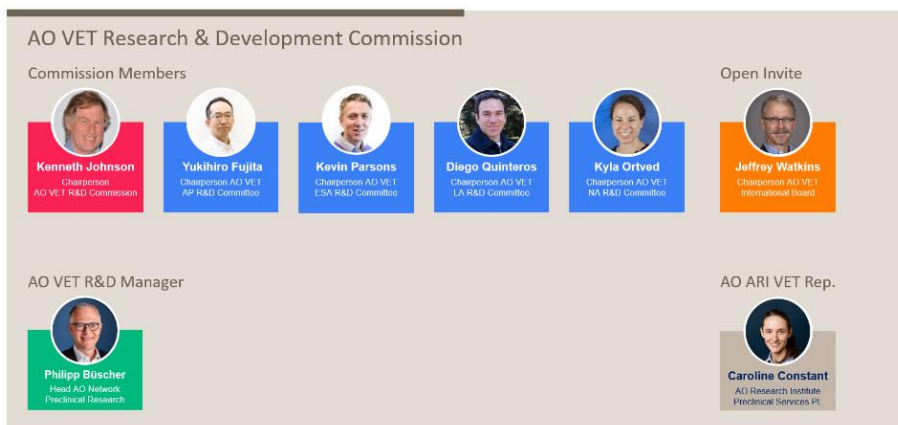 AO VET Research & Development Commission
Commission Members
Open Invite
Kenneth Johnson
Chairperson
AO VET R&D Commission
Yukihiro Fujita
Chairperson AO VET
AP R&D Committee
Kevin Parsons
Chairperson AO VET
ESA R&D Committee
Diego Quinteros
Chairperson AO VET
LA R&D Committee
Kyla Ortved
Chairperson AO VET
NA R&D Committee
Jeffrey Watkins
Chairperson AO VET
International Board
AO VET R&D Manager
AO ARI VET Rep.
Philipp Büscher
Head AO Network
Preclinical Research
Caroline Constant
AO Research Institute
Preclinical Services PL